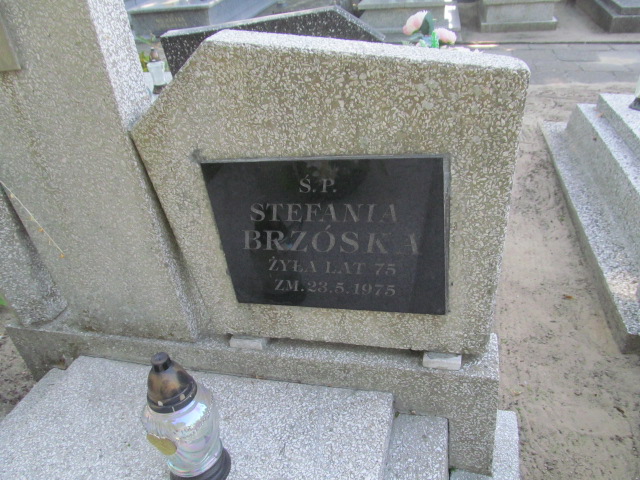 Ś.P.
STEFANIA
BRZÓSKA
ŻYŁA LAT 75
ZM. 23.5.1975